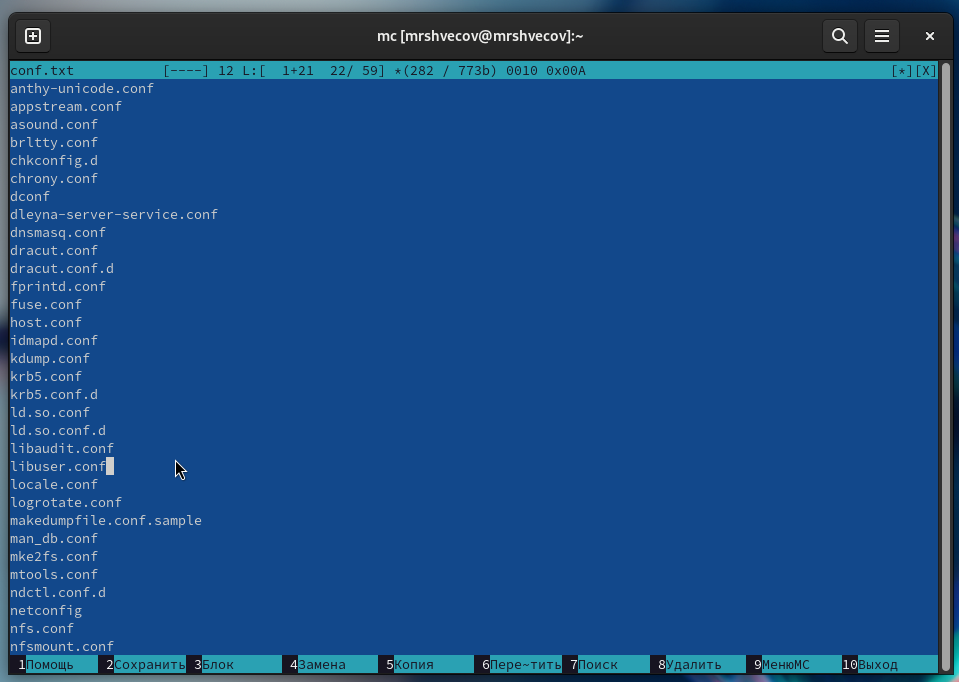 mc [mrshvecov@mrshvecov]:~
conf.txt [----] 12 L:[ 1+21 22/ 59] *(282 / 773b) 0010 0x00A [*][X]
anthy-unicode.conf
appstream.conf
asound.conf
brltty.conf
chkconfig.d
chrony.conf
dconf
dleyna-server-service.conf
dnsmasq.conf
dracut.conf
dracut.conf.d
fprintd.conf
fuse.conf
host.conf
idmapd.conf
kdump.conf
krb5.conf
krb5.conf.d
ld.so.conf
ld.so.conf.d
libaudit.conf
libuser.conf
locale.conf
logrotate.conf
makedumpfile.conf.sample
man_db.conf
mke2fs.conf
mtools.conf
ndctl.conf.d
netconfig
nfs.conf
nfsmount.conf
1Помощь 2Сохранить 3Блок 4Замена 5Копия 6Пере~тить 7Поиск 8Удалить 9МенюМС 10Выход